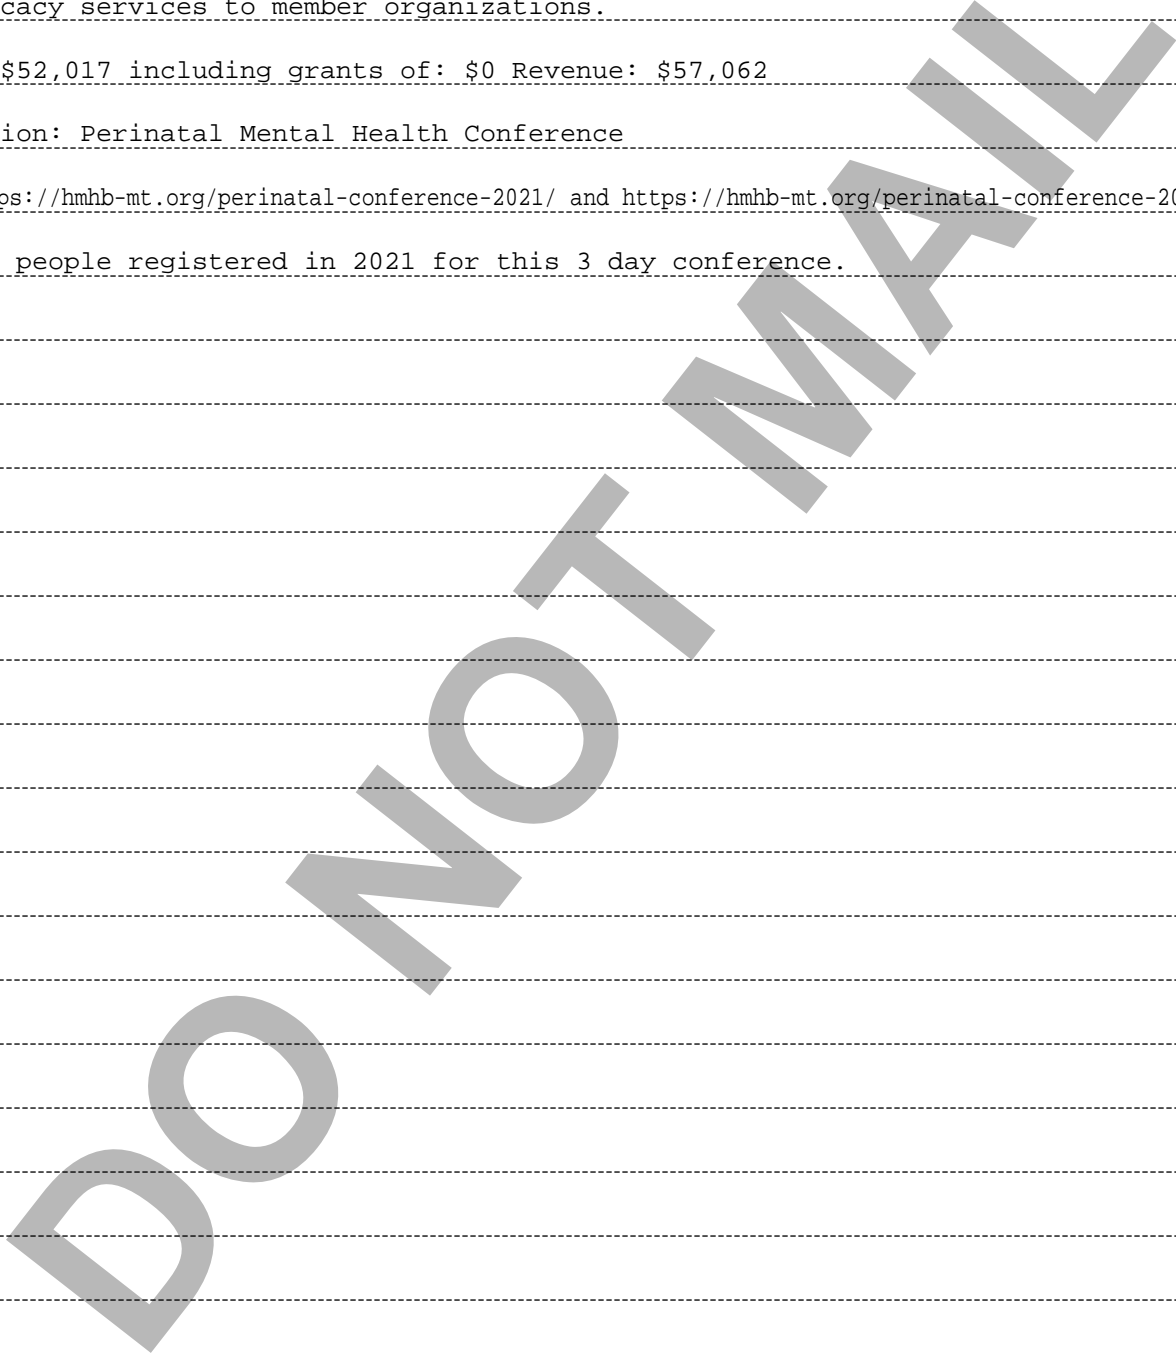 cacy services to member organizations.
$52,017 including grants of: $0 Revenue: $57,062
ion: Perinatal Mental Health Conference
ps://hmhb-mt.org/perinatal-conference-2021/ and https://hmhb-mt.org/perinatal-conference-20
people registered in 2021 for this 3 day conference.
DO NOT MAIL